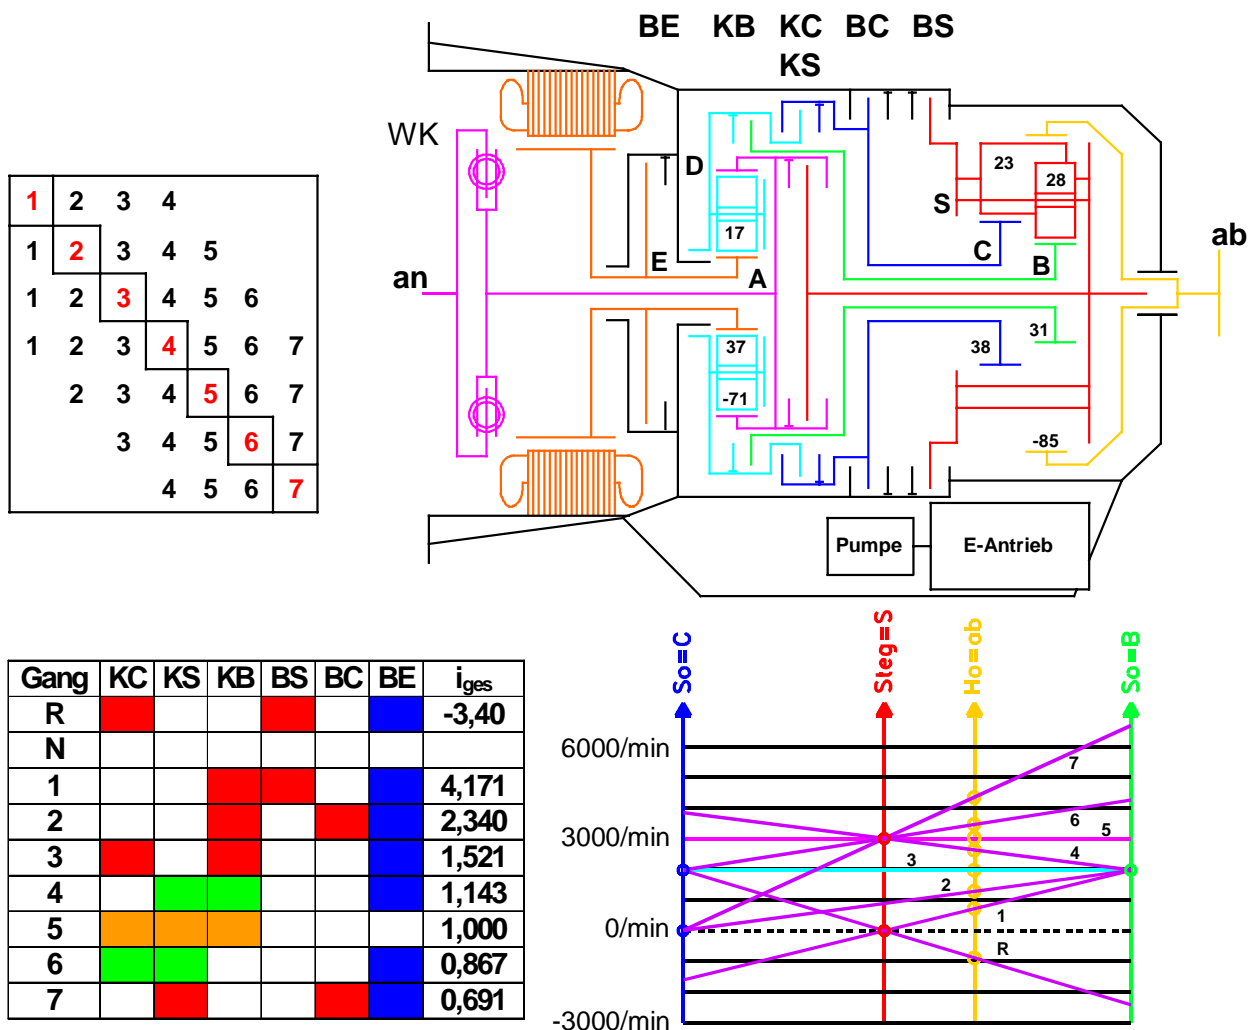 BE KB KC BC BS
KS
WK
D
23
28
S
17
E
C
B
ab
an
A
31
37
38
-71
-85
Pumpe
E-Antrieb
1 2 3 4
1 2 3 4 5
1 2 3 4 5 6
1 2 3 4 5 6 7
2 3 4 5 6 7
3 4 5 6 7
4 5 6 7
Gang KC KS KB BS BC BE iges
R -3,40
N
1 4,171
2 2,340
3 1,521
4 1,143
5 1,000
6 0,867
7 0,691
So=C
Steg=S
Ho=ab
So=B
6000/min
7
6
3000/min
5
3
4
2
1
0/min
R
-3000/min